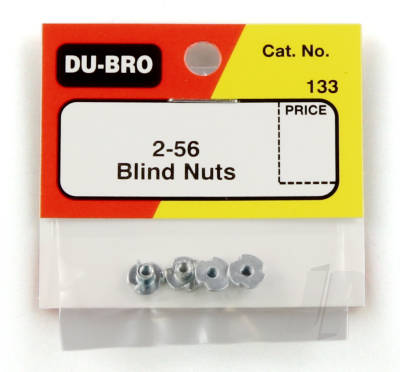 DU-BRO
Cat. No.
133
PRICE
2-56
Blind Nuts